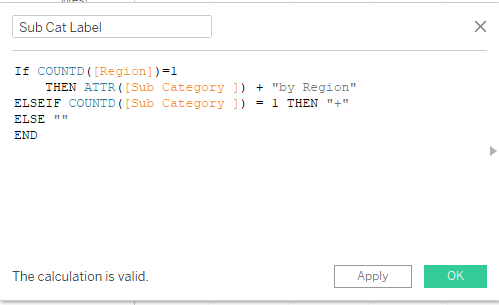 Sub Cat Label
If COUNTD([Region])=1
THEN ATTR([Sub Category ]) + "by Region"
ELSEIF COUNTD([Sub Category ]) = 1 THEN "+"
ELSE ""
END
The calculation is valid.
Apply
OK